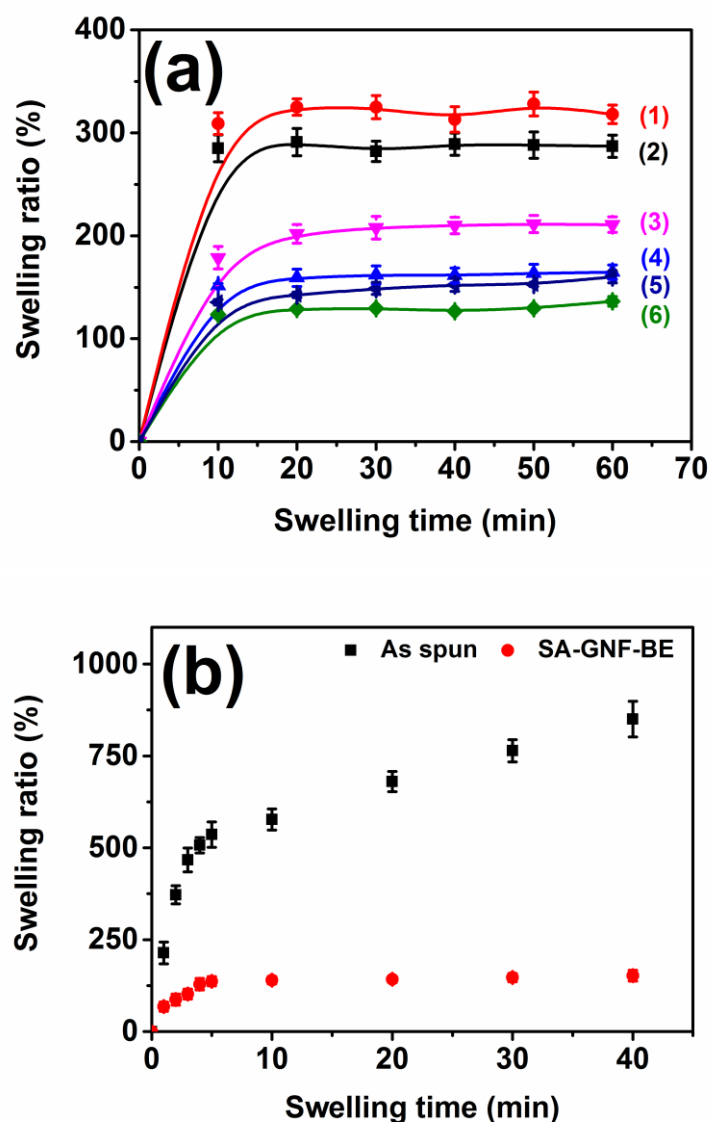 (a)
400
300
200
100
0
Swelling ratio (%)
(1)
(2)
(3)
(4)
(5)
(6)
0 10 20 30 40 50 60 70
Swelling time (min)
(b)
As spun SA-GNF-BE
1000
750
500
250
0
Swelling ratio (%)
0 10 20 30 40
Swelling time (min)